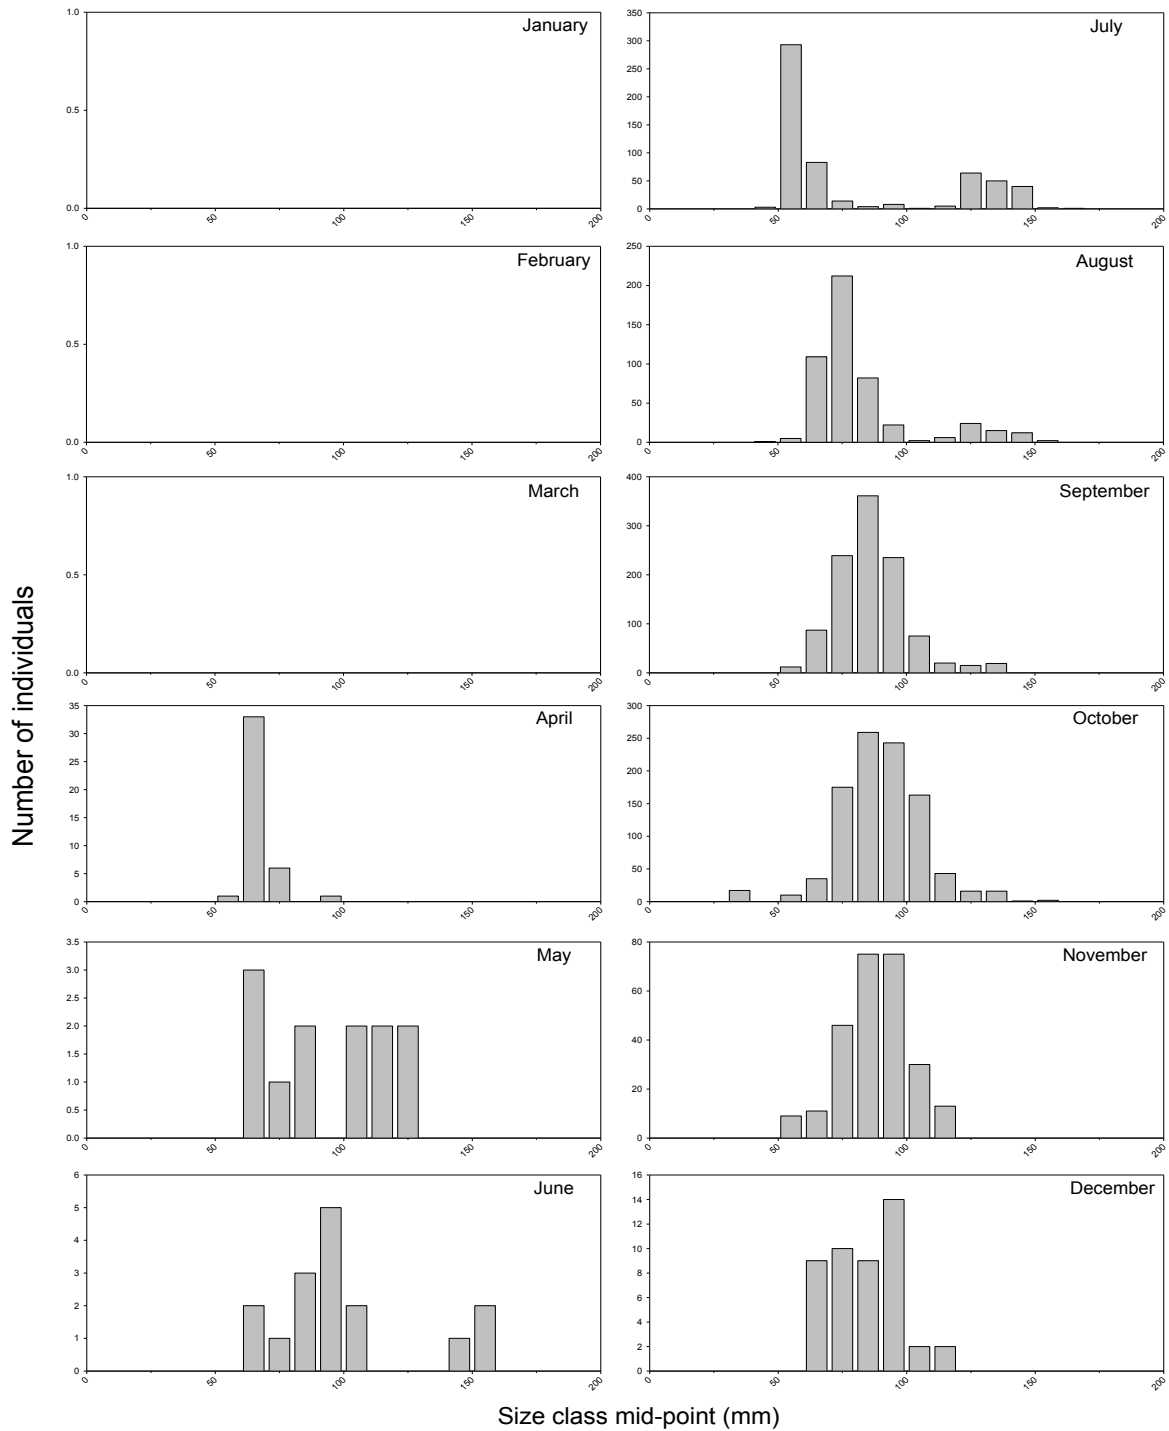 Number of individuals
January
1.0
0.5
0.0
0 50 100 150 200
February
1.0
0.5
0.0
0 50 100 150 200
March
1.0
0.5
0.0
0 50 100 150 200
April
35
30
25
20
15
10
5
0
0 50 100 150 200
May
3.5
3.0
2.5
2.0
1.5
1.0
0.5
0.0
0 50 100 150 200
June
6
5
4
3
2
1
0
0 50 100 150 200
July
350
300
250
200
150
100
50
0
0 50 100 150 200
August
250
200
150
100
50
0
0 50 100 150 200
September
400
300
200
100
0
0 50 100 150 200
October
300
250
200
150
100
50
0
0 50 100 150 200
November
80
60
40
20
0
0 50 100 150 200
December
16
14
12
10
8
6
4
2
0
0 50 100 150 200
Size class mid-point (mm)